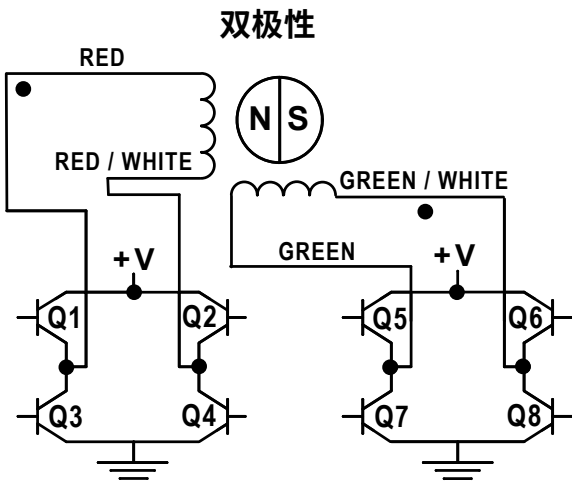 双极性
RED
N S
RED / WHITE
GREEN / WHITE
GREEN
+V
+V
Q1
Q2
Q5
Q6
Q3
Q4
Q7
Q8